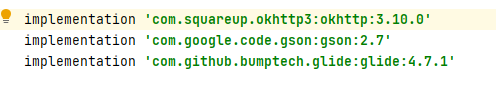 implementation 'com.squareup.okhttp3:okhttp:3.10.0'
implementation 'com.google.code.gson:gson:2.7'
implementation 'com.github.bumptech.glide:glide:4.7.1'